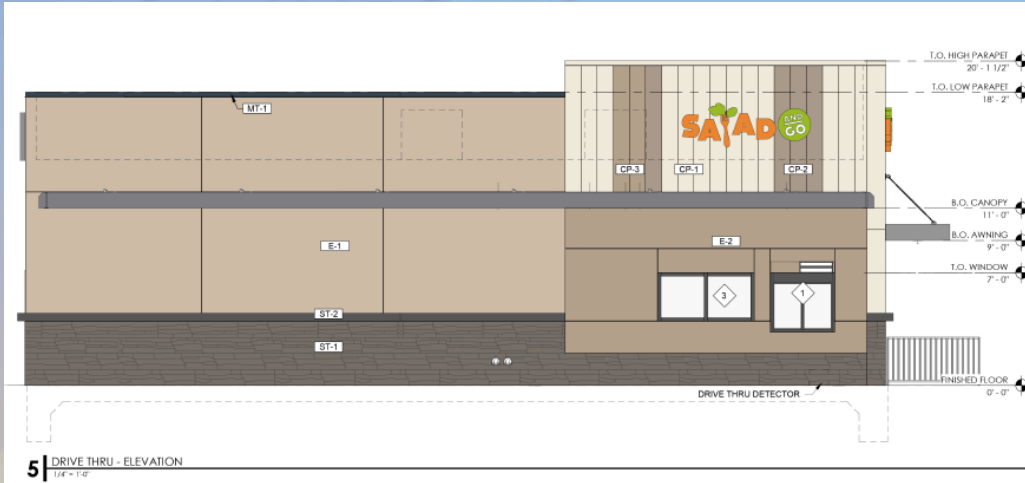 T.O. HIGH PARAPET
20' - 1 1/2"
T.O. LOW PARAPET
18' - 2"
MT-1
SALAD AND GO
CP-3
CP-1
CP-2
B.O. CANOPY
11' - 0"
E-2
B.O. AWNING
9' - 0"
E-1
T.O. WINDOW
7' - 0"
3
1
ST-2
ST-1
FINISHED FLOOR
0' - 0"
DRIVE THRU DETECTOR
5 DRIVE THRU - ELEVATION
1/4" = 1'-0"